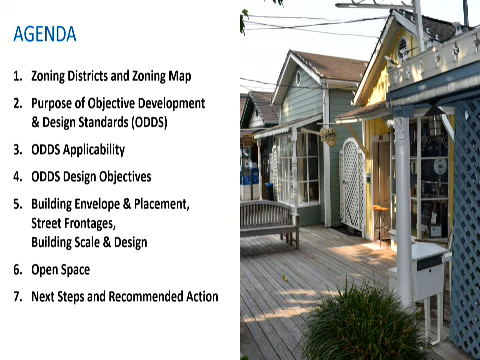 AGENDA
1. Zoning Districts and Zoning Map
2. Purpose of Objective Development
& Design Standards (ODDS)
3. ODDS Applicability
4. ODDS Design Objectives
5. Building Envelope & Placement,
Street Frontages,
Building Scale & Design
6. Open Space
7. Next Steps and Recommended Action